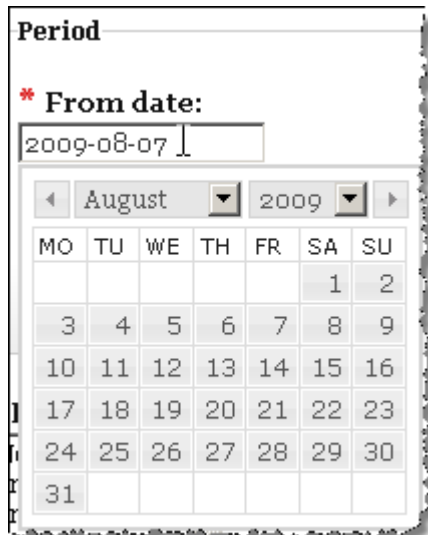 Period
* From date:
2009-08-07
August 2009
MO TU WE TH FR SA SU
1 2
3 4 5 6 7 8 9
10 11 12 13 14 15 16
17 18 19 20 21 22 23
24 25 26 27 28 29 30
31